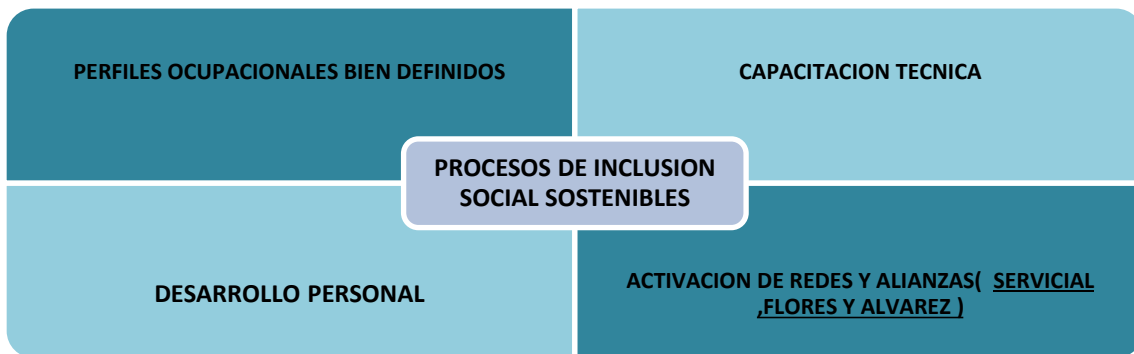 PERFILES OCUPACIONALES BIEN DEFINIDOS
CAPACITACION TECNICA
PROCESOS DE INCLUSION
SOCIAL SOSTENIBLES
DESARROLLO PERSONAL
ACTIVACION DE REDES Y ALIANZAS( SERVICIAL
,FLORES Y ALVAREZ )